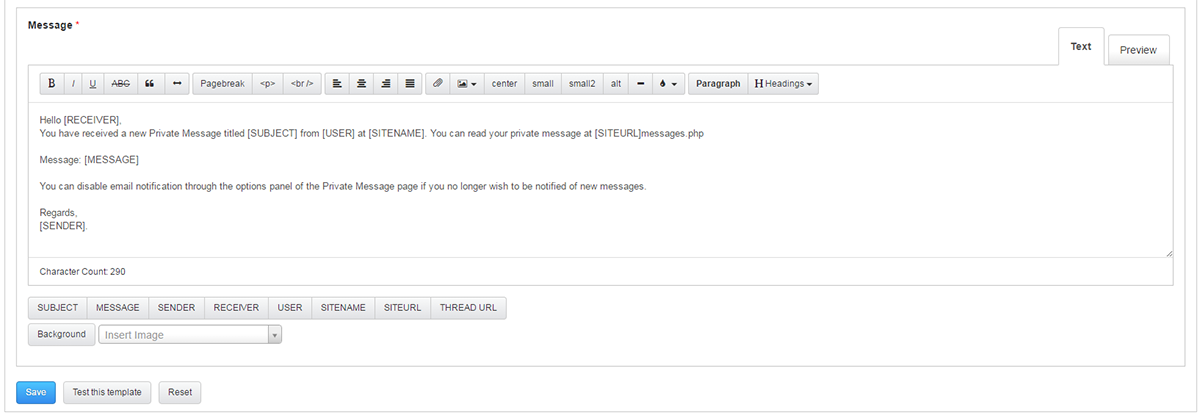 Message *
Text Preview
B I U ABC Pagebreak <p> <br /> center small small2 alt Paragraph H Headings
Hello [RECEIVER],
You have received a new Private Message titled [SUBJECT] from [USER] at [SITENAME]. You can read your private message at [SITEURL]messages.php
Message: [MESSAGE]
You can disable email notification through the options panel of the Private Message page if you no longer wish to be notified of new messages.
Regards,
[SENDER].
Character Count: 290
SUBJECT MESSAGE SENDER RECEIVER USER SITENAME SITEURL THREAD URL
Background Insert Image
Save Test this template Reset